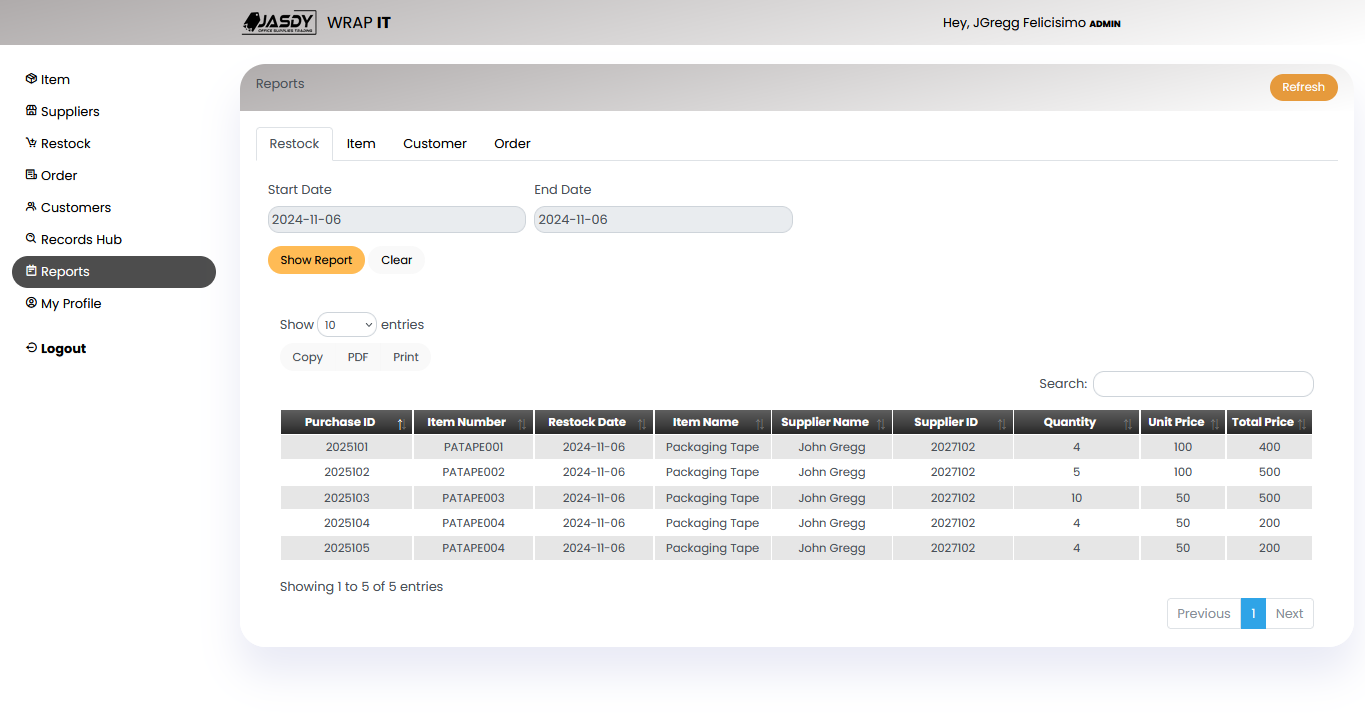 JASDY
OFFICE SUPPLIES TRADING
WRAP IT
Hey, JGregg Felicisimo ADMIN
Item
Suppliers
Restock
Order
Customers
Records Hub
Reports
My Profile
Logout
Reports
Refresh
Restock Item Customer Order
Start Date End Date
2024-11-06 2024-11-06
Show Report Clear
Show 10 entries
Copy PDF Print
Search:
Purchase ID Item Number Restock Date Item Name Supplier Name Supplier ID Quantity Unit Price Total Price
2025101 PATAPE001 2024-11-06 Packaging Tape John Gregg 2027102 4 100 400
2025102 PATAPE002 2024-11-06 Packaging Tape John Gregg 2027102 5 100 500
2025103 PATAPE003 2024-11-06 Packaging Tape John Gregg 2027102 10 50 500
2025104 PATAPE004 2024-11-06 Packaging Tape John Gregg 2027102 4 50 200
2025105 PATAPE004 2024-11-06 Packaging Tape John Gregg 2027102 4 50 200
Showing 1 to 5 of 5 entries
Previous 1 Next